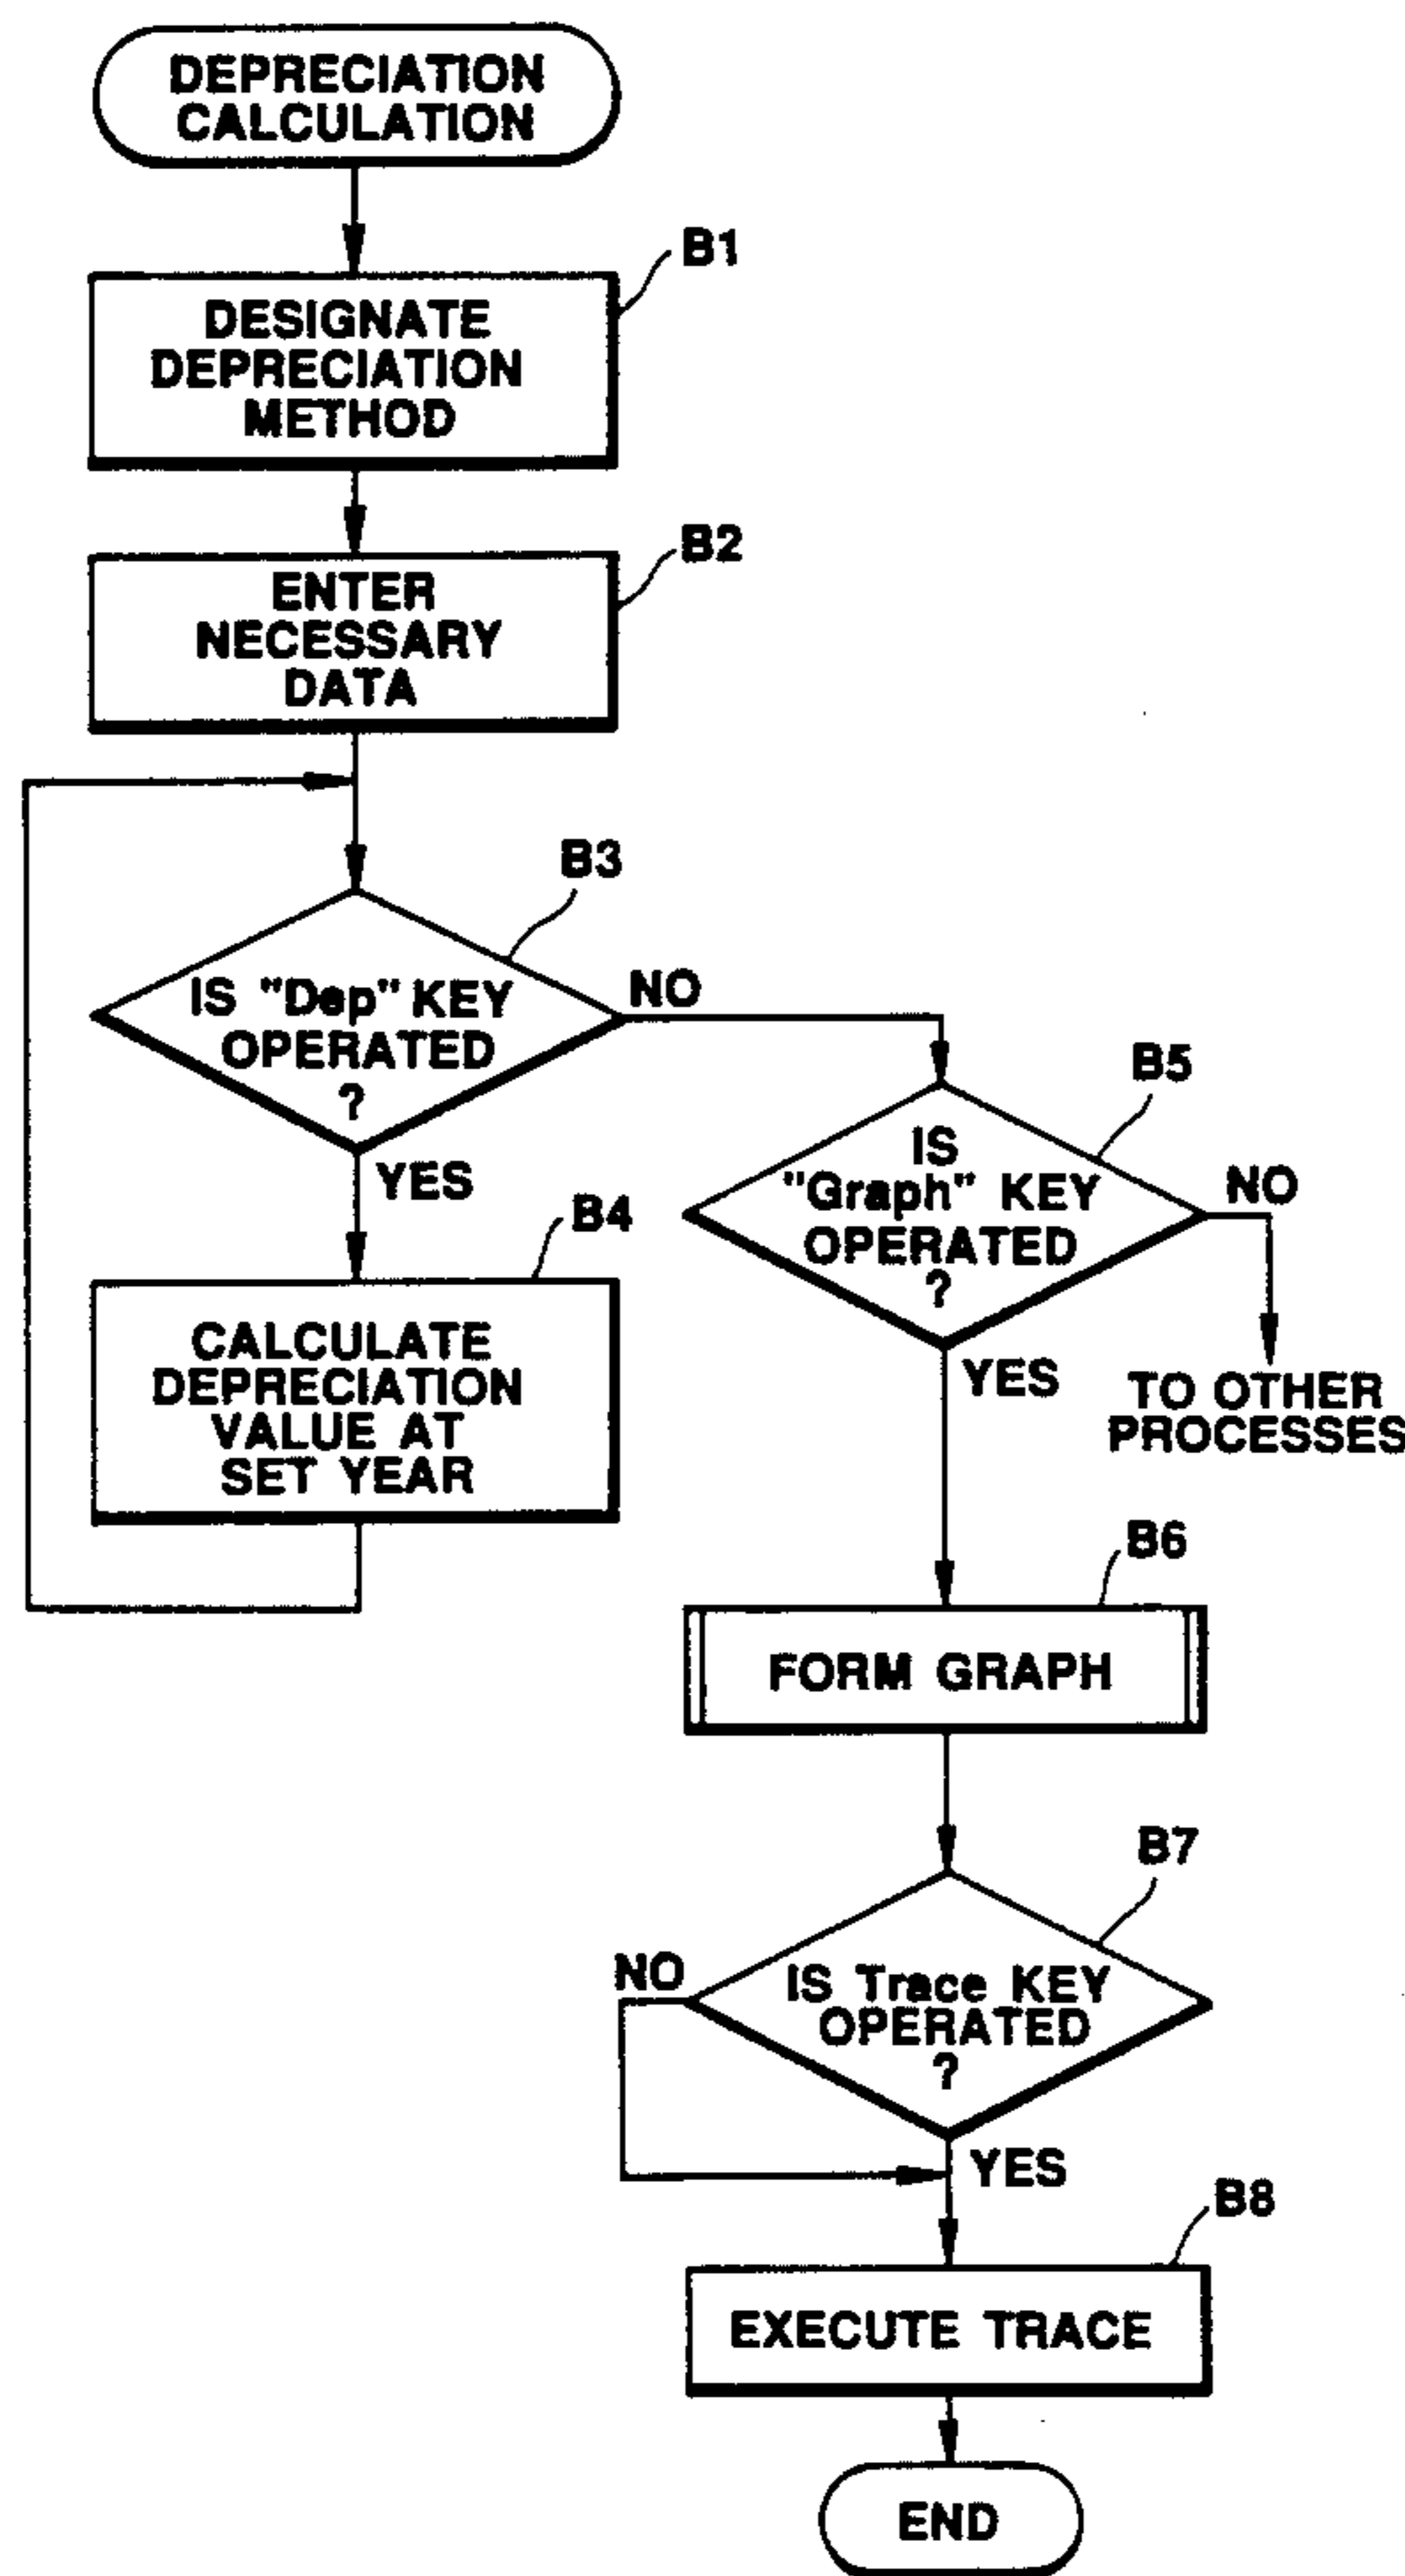 DEPRECIATION
CALCULATION
B1
DESIGNATE
DEPRECIATION
METHOD
B2
ENTER
NECESSARY
DATA
B3
IS "Dep" KEY
OPERATED
?
NO
YES
B4
CALCULATE
DEPRECIATION
VALUE AT
SET YEAR
B5
IS
"Graph" KEY
OPERATED
?
NO
YES
TO OTHER
PROCESSES
B6
FORM GRAPH
B7
IS Trace KEY
OPERATED
?
NO
YES
B8
EXECUTE TRACE
END